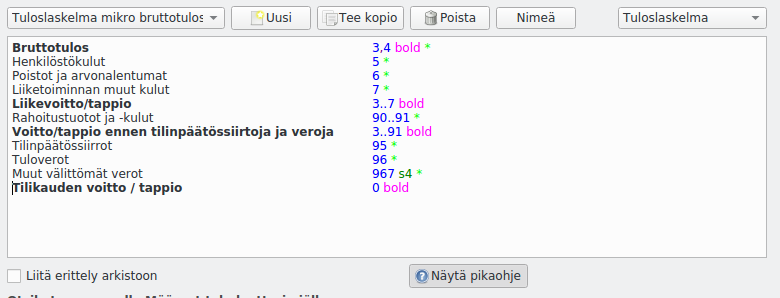 Tuloslaskelma mikro bruttotulos Uusi Tee kopio Poista Nimeä Tuloslaskelma
Bruttotulos 3,4 bold *
Henkilöstökulut 5 *
Poistot ja arvonalentumat 6 *
Liiketoiminnan muut kulut 7 *
Liikevoitto/tappio 3..7 bold
Rahoitustuotot ja -kulut 90..91 *
Voitto/tappio ennen tilinpäätössiirtoja ja veroja 3..91 bold
Tilinpäätössiirrot 95 *
Tuloverot 96 *
Muut välittömät verot 967 s4 *
Tilikauden voitto / tappio 0 bold
Liitä erittely arkistoon Näytä pikaohje